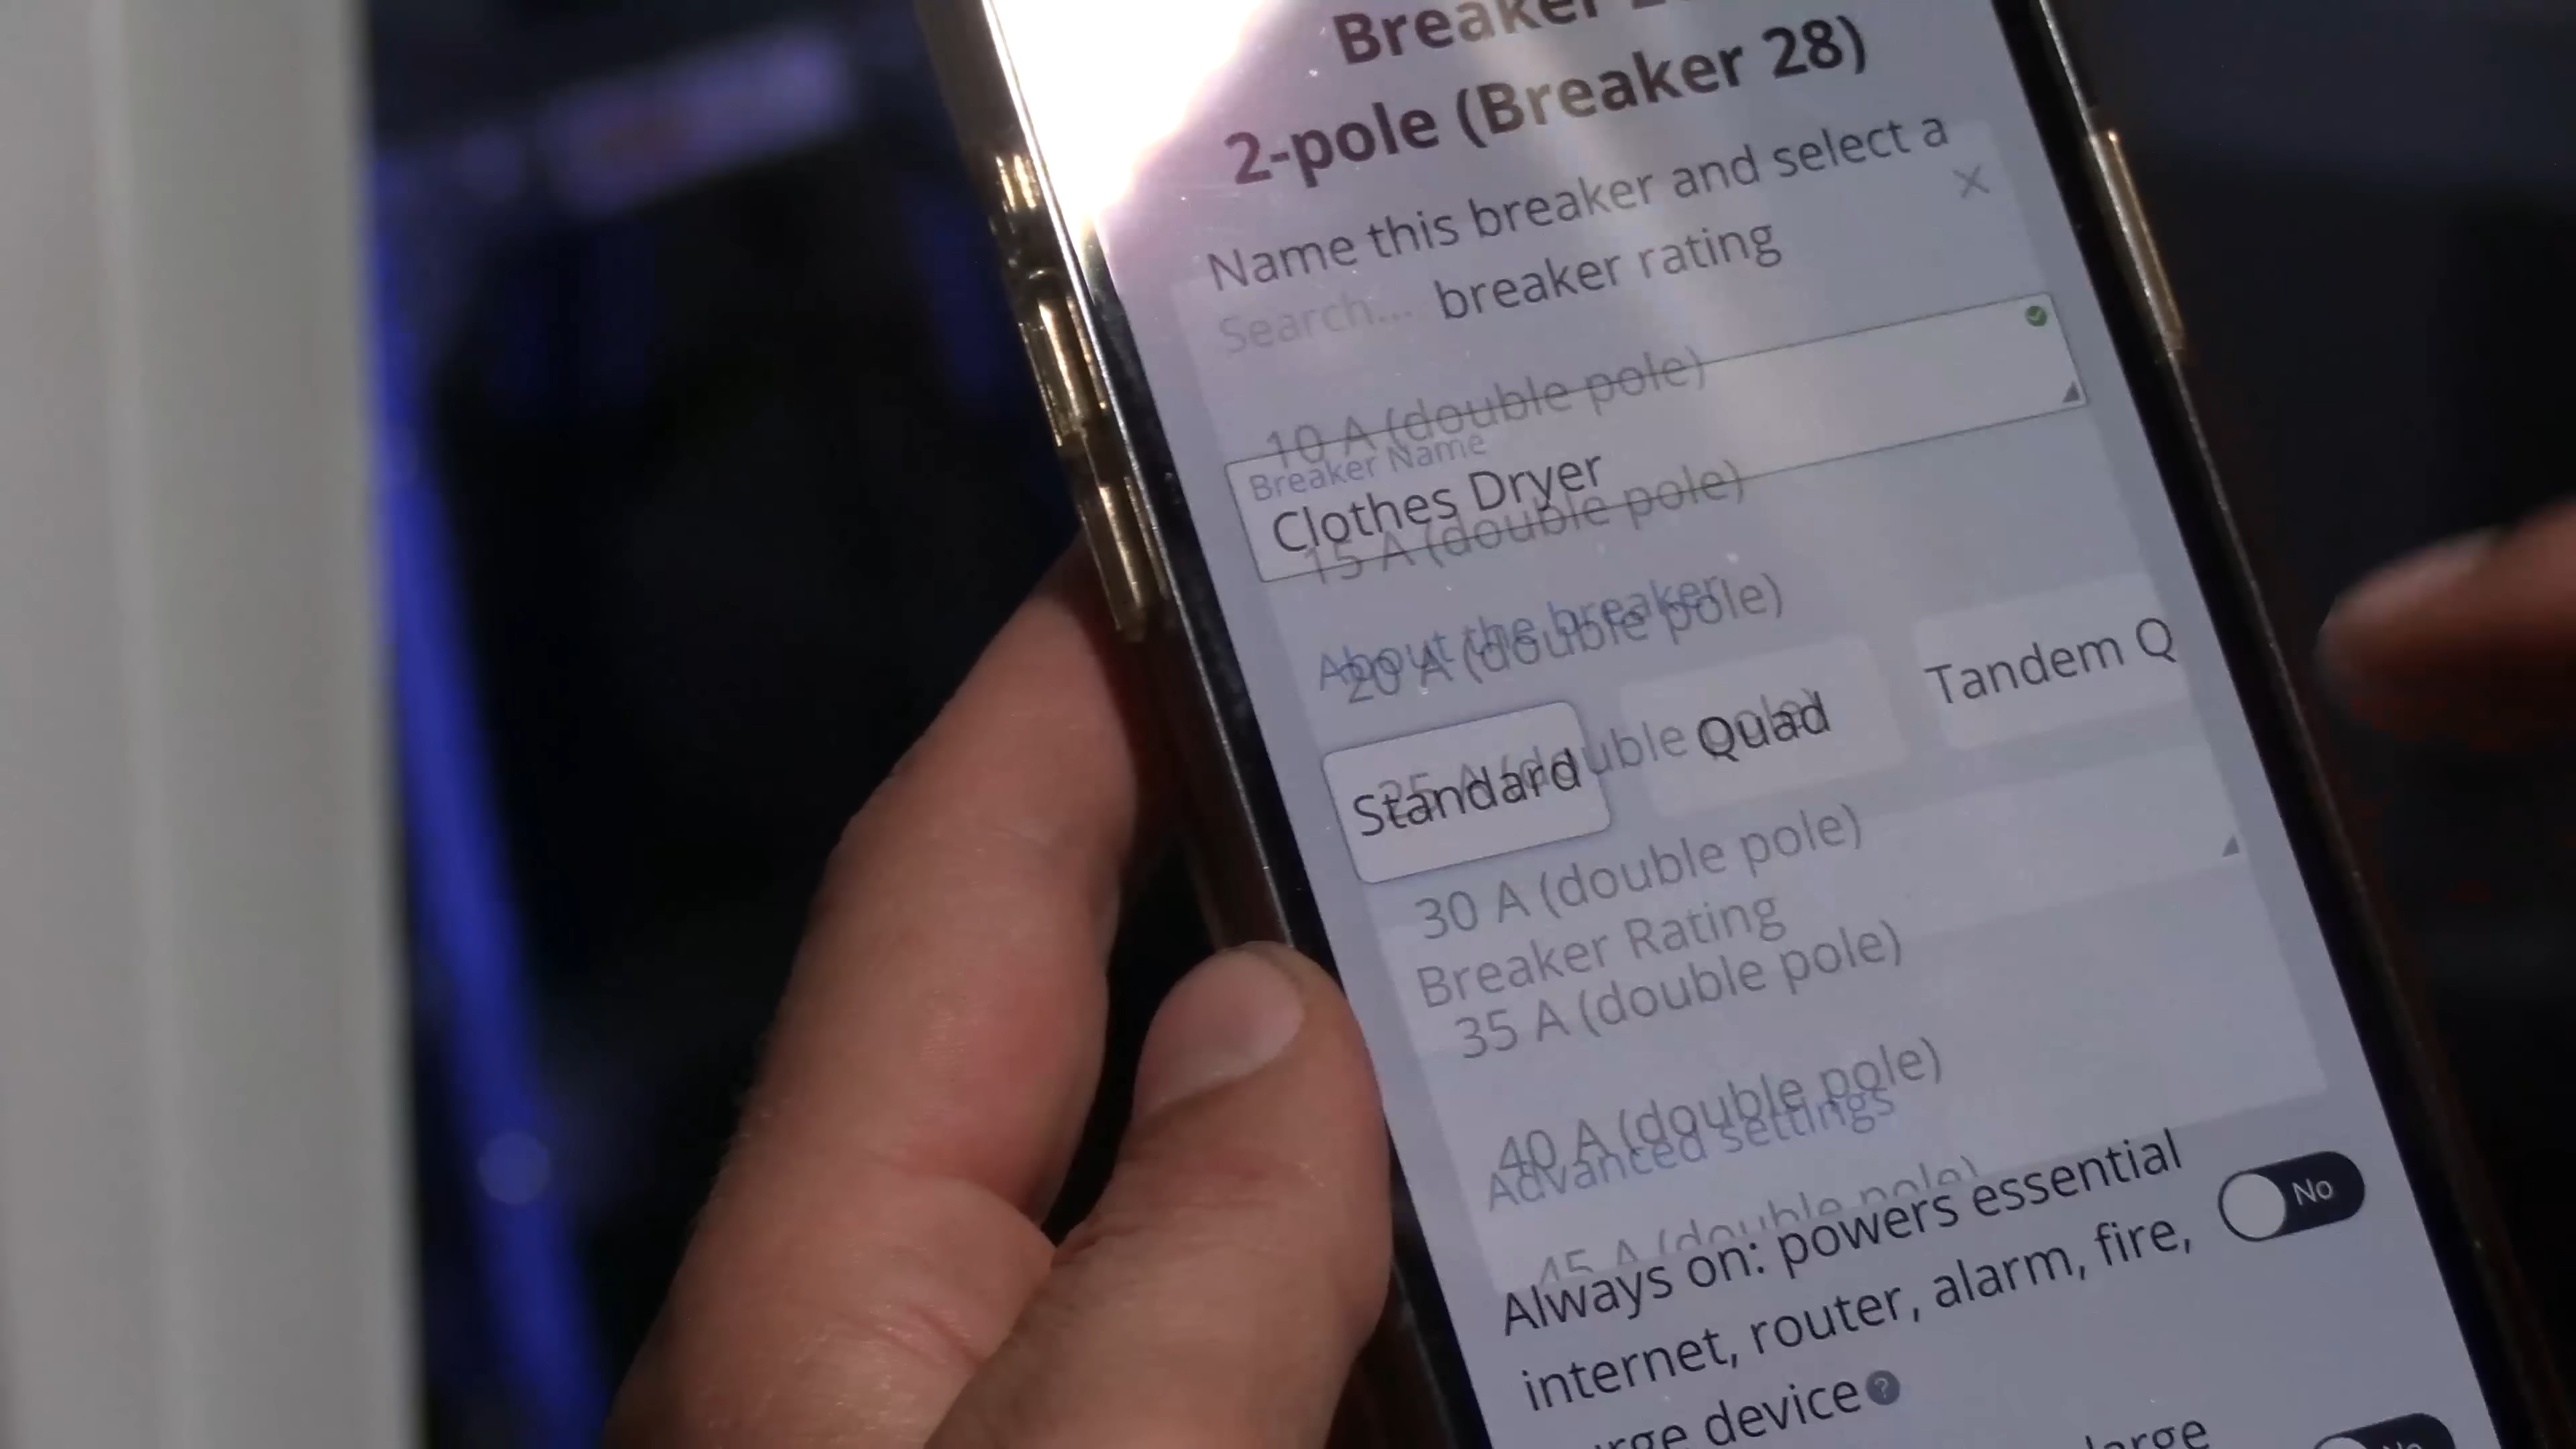 Breaker
2-pole (Breaker 28)
Name this breaker and select a
breaker rating
Search...
10 A (double pole)
Breaker Name
Clothes Dryer
15 A (double pole)
About the breaker
20 A (double pole)
Standard
Quad
Tandem Q
25 A (double pole)
30 A (double pole)
Breaker Rating
35 A (double pole)
40 A (double pole)
Advanced settings
45 A (double pole)
Always on: powers essential
No
internet, router, alarm, fire,
device
?
large